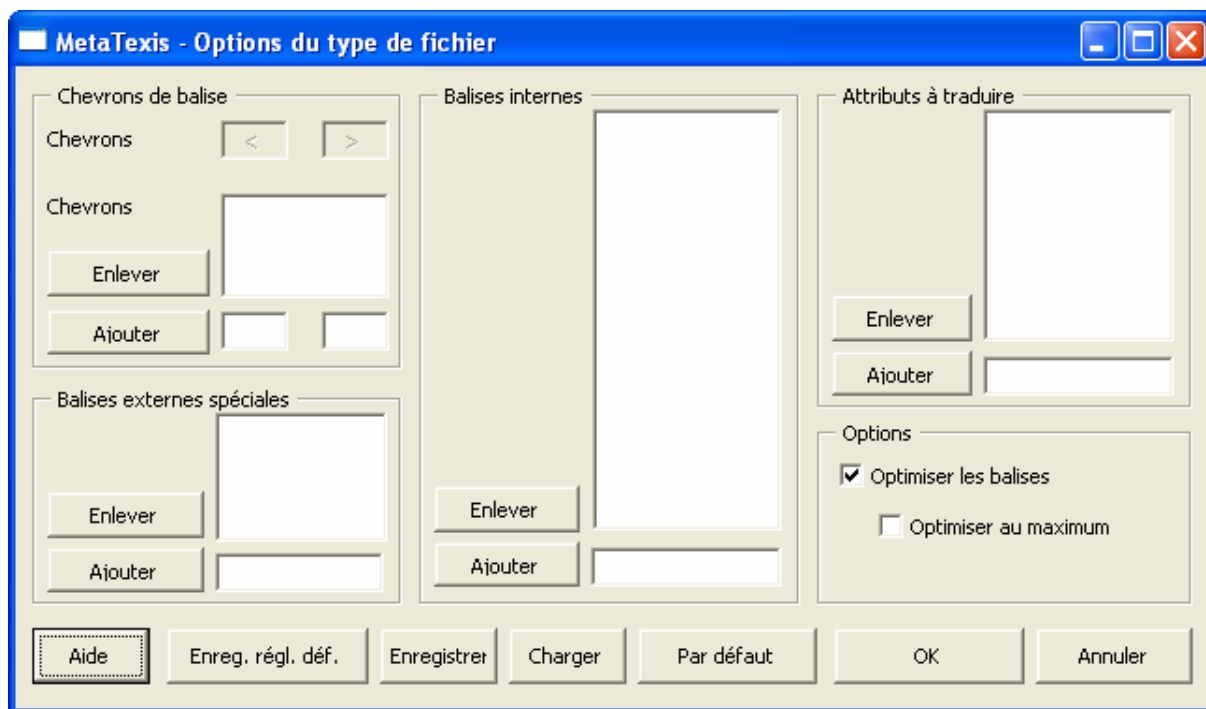 MetaTexis - Options du type de fichier
Chevrons de balise
Chevrons < >
Chevrons
Enlever
Ajouter
Balises externes spéciales
Enlever
Ajouter
Balises internes
Enlever
Ajouter
Attributs à traduire
Enlever
Ajouter
Options
Optimiser les balises
Optimiser au maximum
Aide Enreg. régl. déf. Enregistrer Charger Par défaut OK Annuler